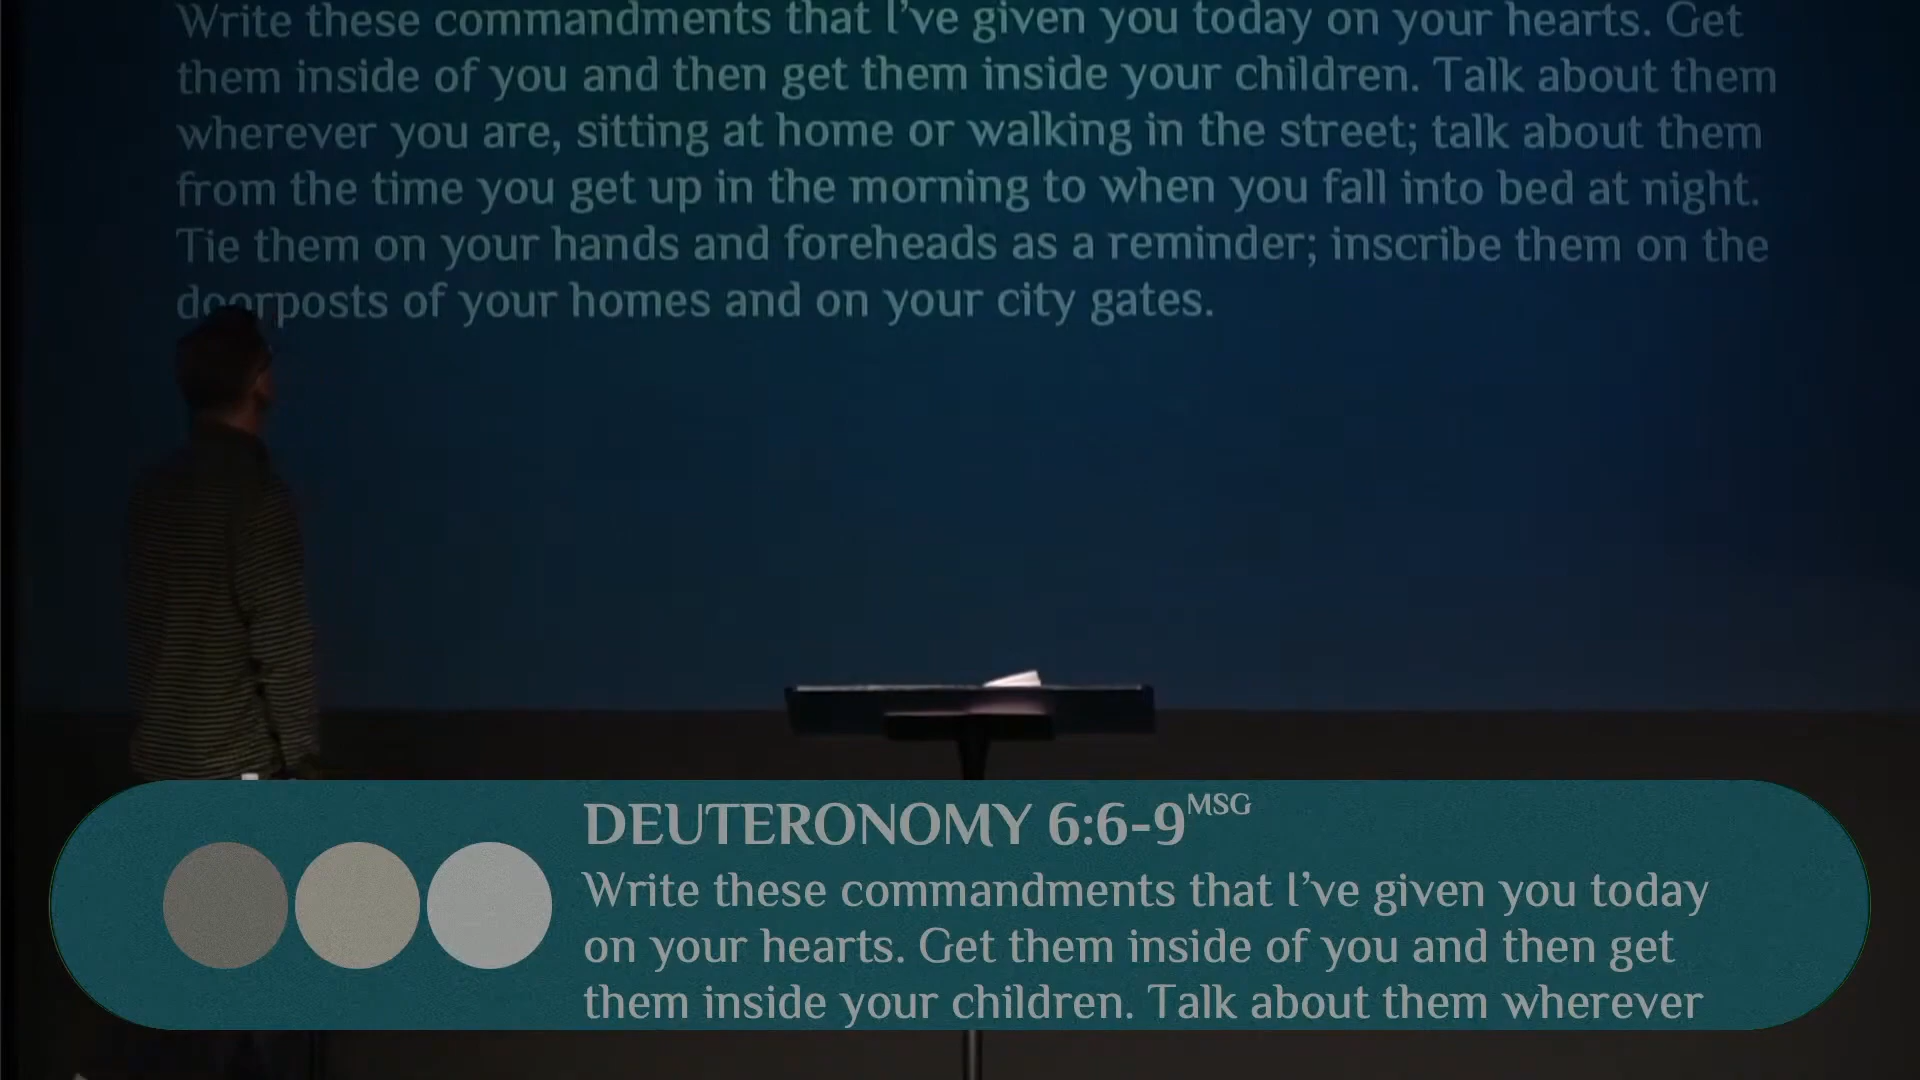 Write these commandments that I've given you today on your hearts. Get
them inside of you and then get them inside your children. Talk about them
wherever you are, sitting at home or walking in the street; talk about them
from the time you get up in the morning to when you fall into bed at night.
Tie them on your hands and foreheads as a reminder; inscribe them on the
doorposts of your homes and on your city gates.
DEUTERONOMY 6:6-9 MSG
Write these commandments that I've given you today
on your hearts. Get them inside of you and then get
them inside your children. Talk about them wherever